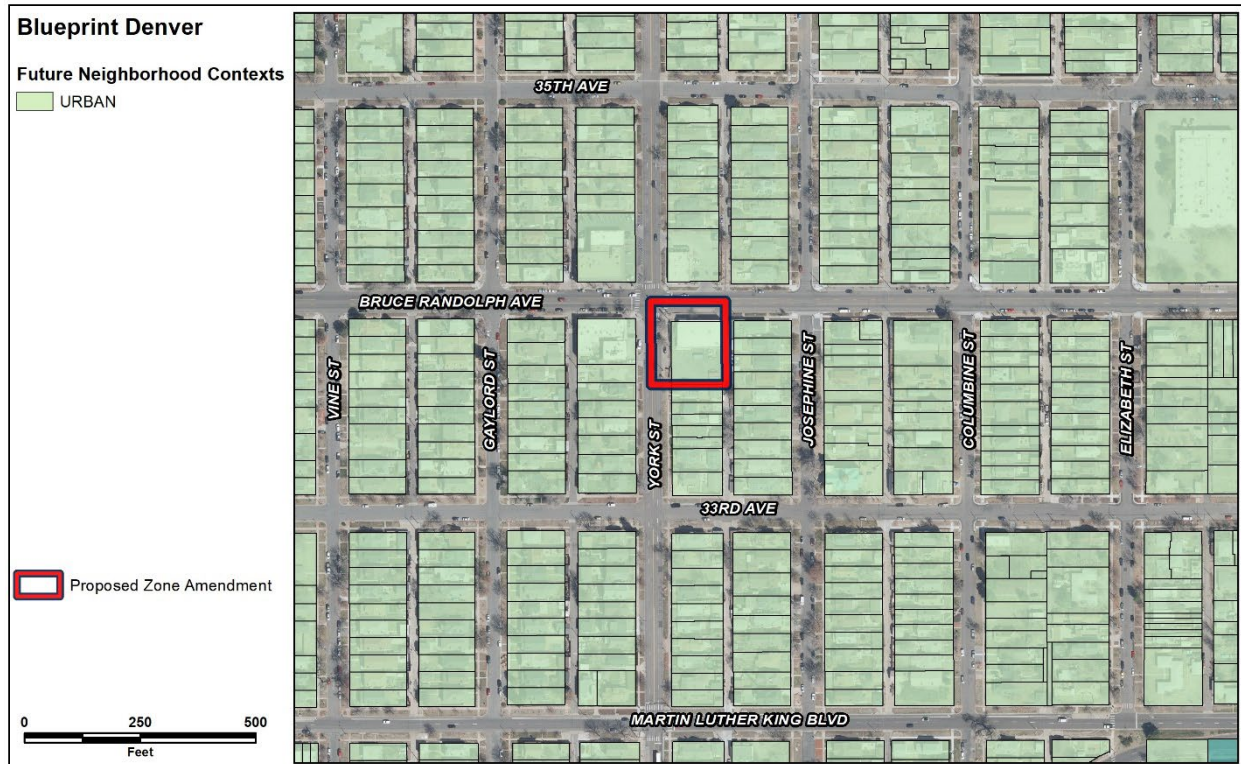 Blueprint Denver
Future Neighborhood Contexts
URBAN
Proposed Zone Amendment
0 250 500
Feet
35TH AVE
BRUCE RANDOLPH AVE
VINE ST
GAYLORD ST
YORK ST
JOSEPHINE ST
COLUMBINE ST
ELIZABETH ST
33RD AVE
MARTIN LUTHER KING BLVD